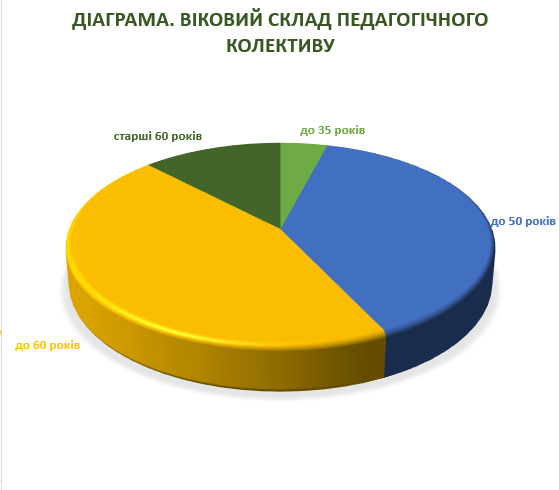 ДІАГРАМА. ВІКОВИЙ СКЛАД ПЕДАГОГІЧНОГО
КОЛЕКТИВУ
до 35 років
старші 60 років
до 50 років
до 60 років